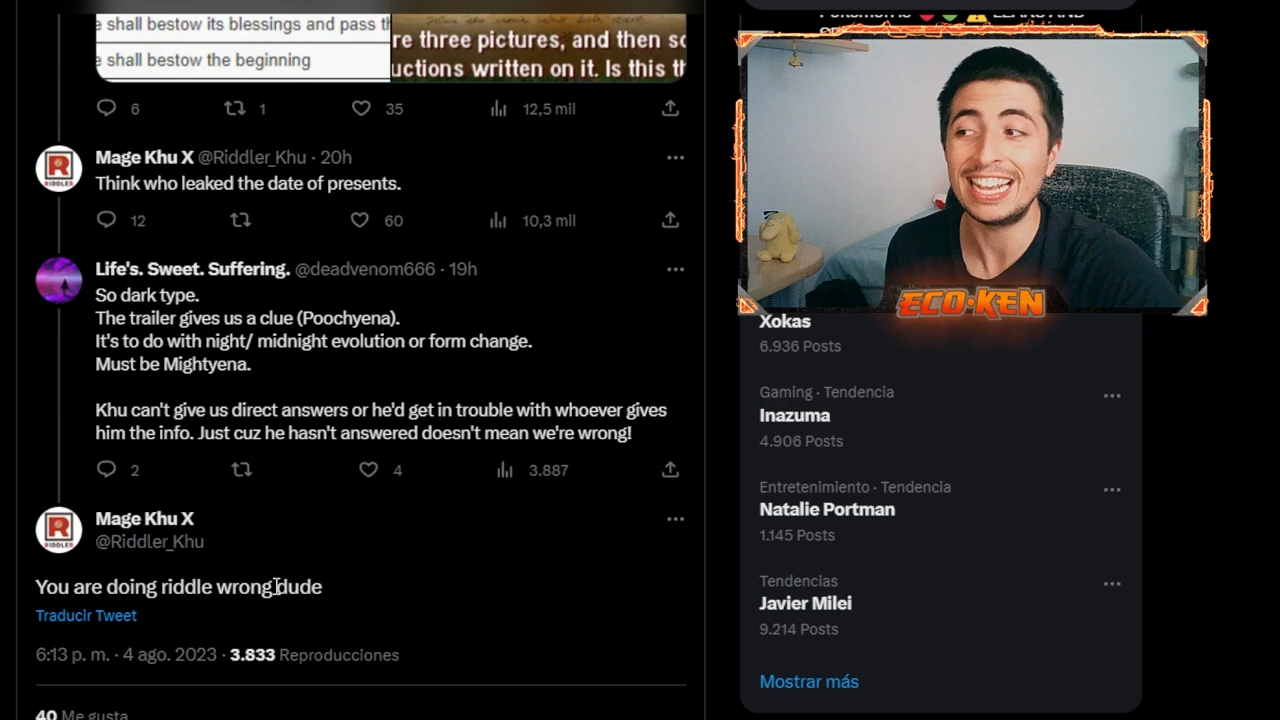 e shall bestow its blessings and pass th
e shall bestow the beginning
re three pictures, and then so
uctions written on it. Is this th
6 1 35 12,5 mil
Mage Khu X @Riddler_Khu · 20h
RIDDLER
Think who leaked the date of presents.
12 60 10,3 mil
Life's. Sweet. Suffering. @deadvenom666 · 19h
So dark type.
The trailer gives us a clue (Poochyena).
It's to do with night/ midnight evolution or form change.
Must be Mightyena.
Khu can't give us direct answers or he'd get in trouble with whoever gives
him the info. Just cuz he hasn't answered doesn't mean we're wrong!
2 4 3.887
Mage Khu X
@Riddler_Khu
RIDDLER
You are doing riddle wrong dude
Traducir Tweet
6:13 p. m. · 4 ago. 2023 · 3.833 Reproducciones
40 Me gusta
ECO·KEN
Xokas
6.936 Posts
Gaming · Tendencia
Inazuma
4.906 Posts
Entretenimiento · Tendencia
Natalie Portman
1.145 Posts
Tendencias
Javier Milei
9.214 Posts
Mostrar más